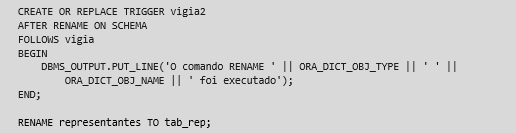 CREATE OR REPLACE TRIGGER vigia2
AFTER RENAME ON SCHEMA
FOLLOWS vigia
BEGIN
    DBMS_OUTPUT.PUT_LINE('O comando RENAME ' || ORA_DICT_OBJ_TYPE || ' ' ||
        ORA_DICT_OBJ_NAME || ' foi executado');
END;

RENAME representantes TO tab_rep;